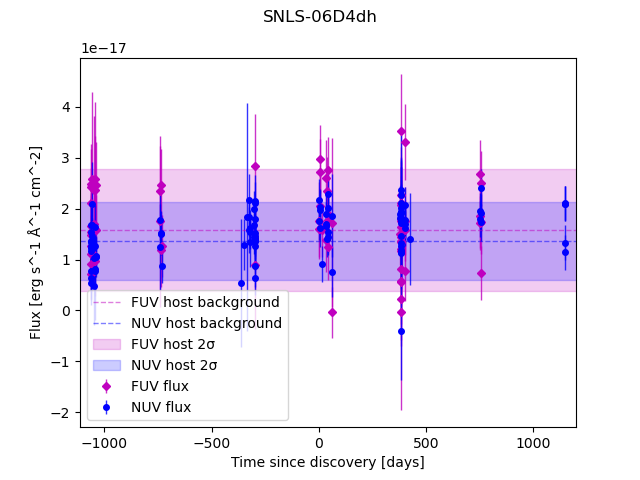 SNLS-06D4dh
1e−17
Flux [erg s^-1 Å^-1 cm^-2]
4
3
2
1
0
−1
−2
FUV host background
NUV host background
FUV host 2σ
NUV host 2σ
FUV flux
NUV flux
−1000
−500
0
500
1000
Time since discovery [days]